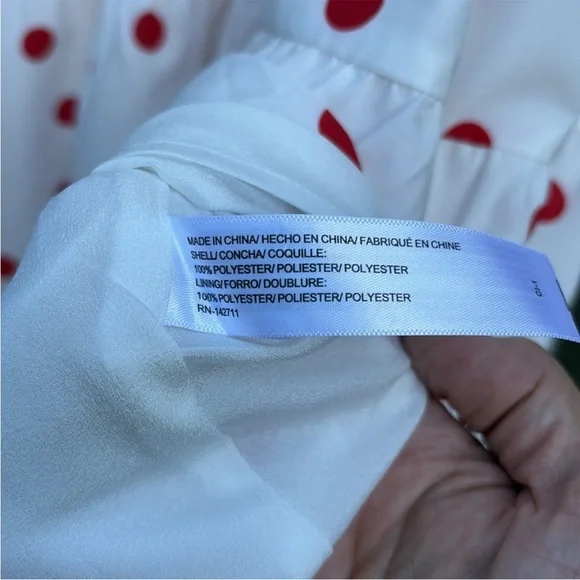 MADE IN CHINA/ HECHO EN CHINA/ FABRIQUÉ EN CHINE
SHELL/ CONCHA/ COQUILLE:
100% POLYESTER/ POLIESTER/ POLYESTER
LINING/ FORRO/ DOUBLURE:
100% POLYESTER/ POLIESTER/ POLYESTER
RN-142711